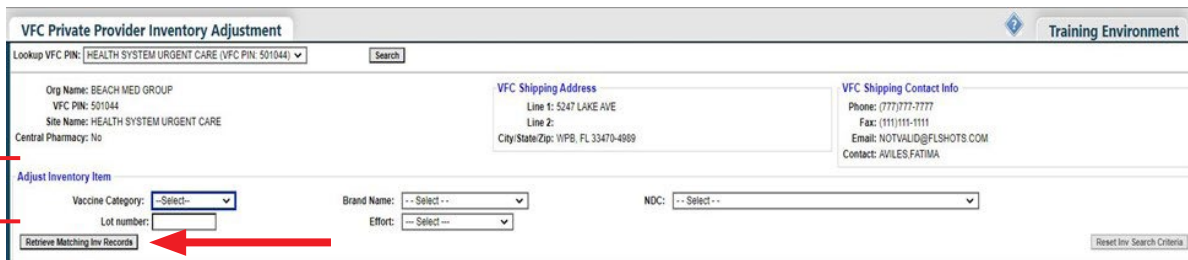 VFC Private Provider Inventory Adjustment
Training Environment
Lookup VFC PIN: HEALTH SYSTEM URGENT CARE (VFC PIN: 501044) Search
Org Name: BEACH MED GROUP
VFC PIN: 501044
Site Name: HEALTH SYSTEM URGENT CARE
Central Pharmacy: No
VFC Shipping Address
Line 1: 5247 LAKE AVE
Line 2:
City/State/Zip: WPB, FL 33470-4989
VFC Shipping Contact Info
Phone: (777)777-7777
Fax: (111)111-1111
Email: NOTVALID@FLSHOTS.COM
Contact: AVILES,FATIMA
Adjust Inventory Item
Vaccine Category: --Select-- Brand Name: - - Select - - NDC: - - Select - -
Lot number: Effort: --- Select ---
Retrieve Matching Inv Records Reset Inv Search Criteria